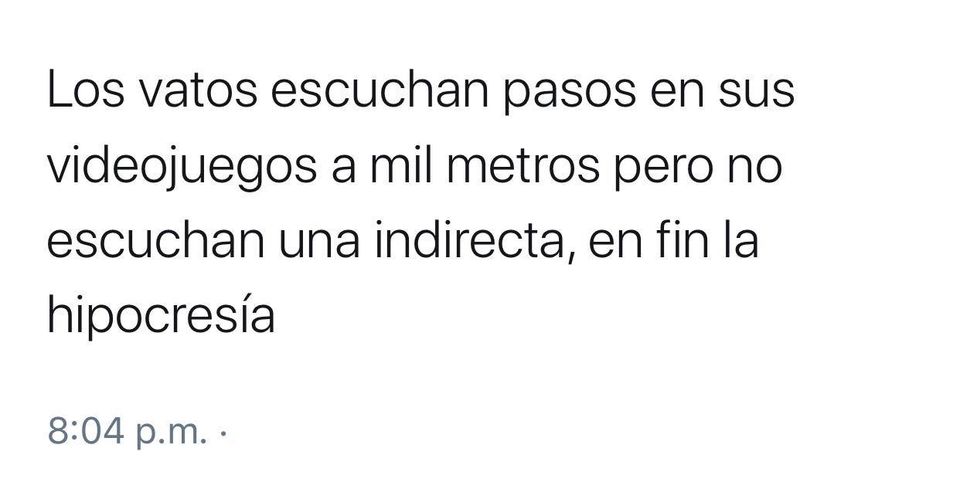 Los vatos escuchan pasos en sus
videojuegos a mil metros pero no
escuchan una indirecta, en fin la
hipocresía
8:04 p.m. ·